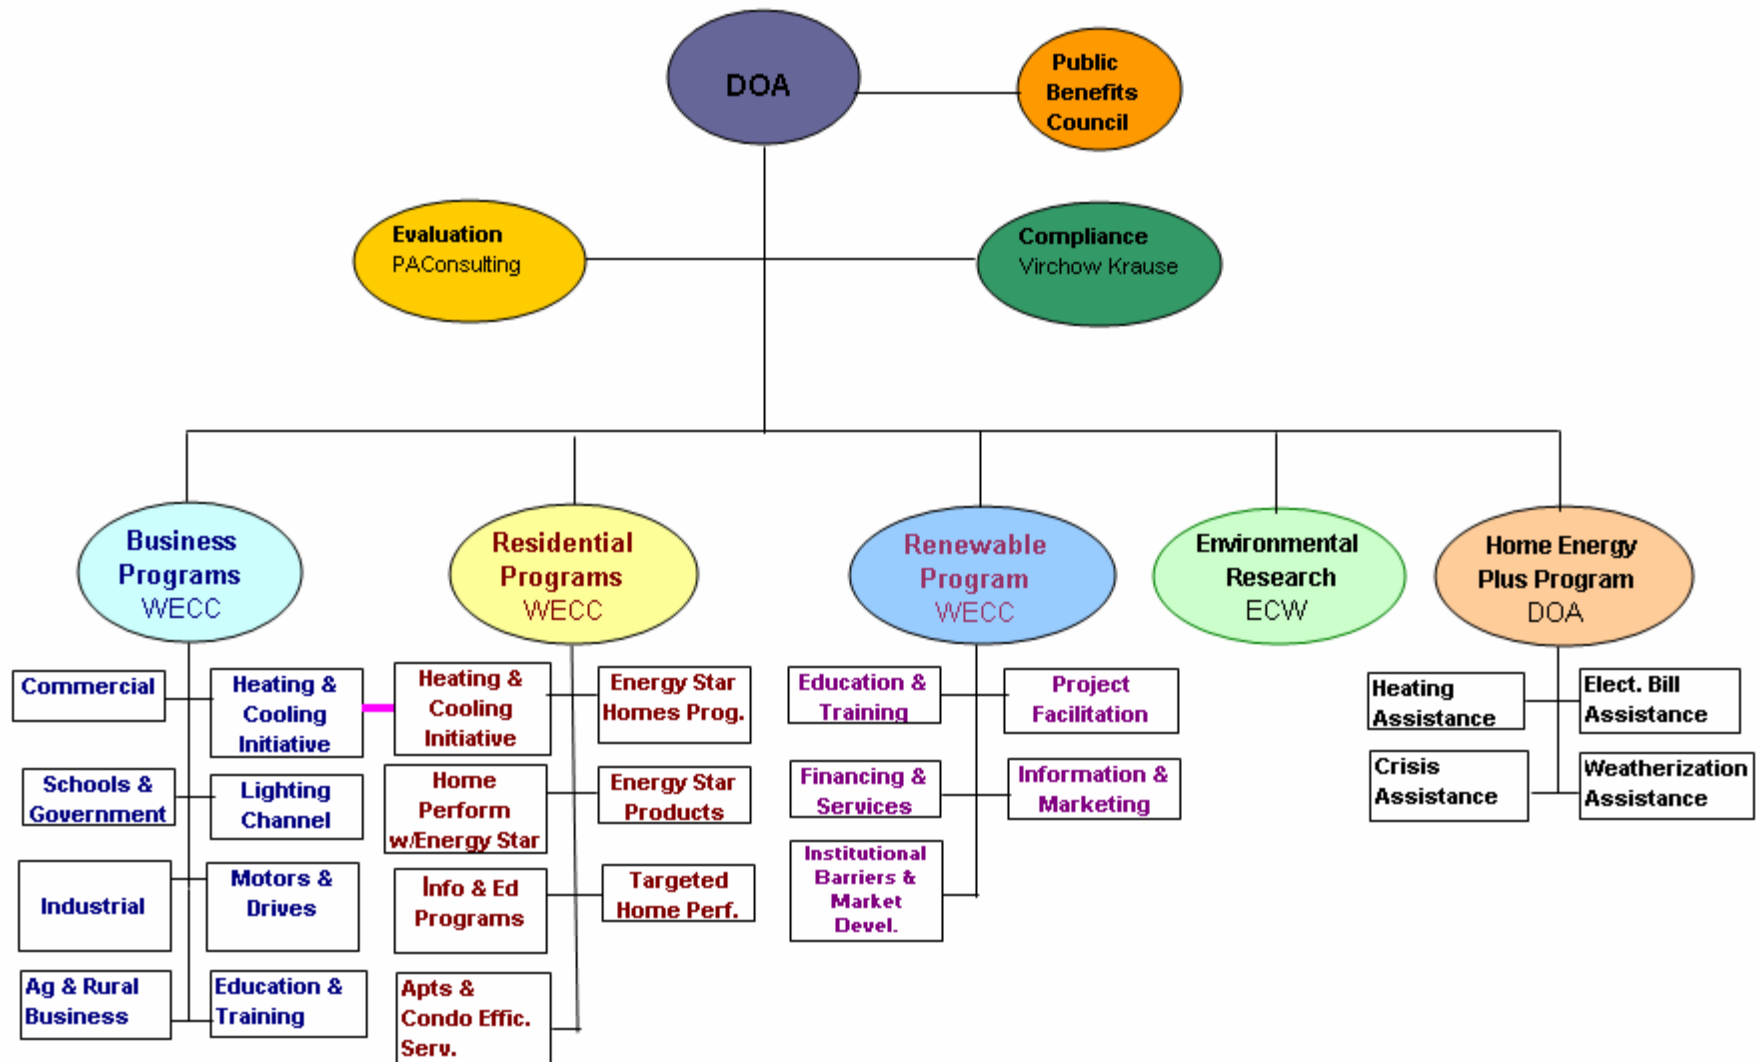 DOA
Public
Benefits
Council
Evaluation
PAConsulting
Compliance
Virchow Krause
Business
Programs
WECC
Residential
Programs
WECC
Renewable
Program
WECC
Environmental
Research
ECW
Home Energy
Plus Program
DOA
Commercial
Heating &
Cooling
Initiative
Schools &
Government
Lighting
Channel
Industrial
Motors &
Drives
Ag & Rural
Business
Education &
Training
Heating &
Cooling
Initiative
Energy Star
Homes Prog.
Home
Perform
w/Energy Star
Energy Star
Products
Info & Ed
Programs
Targeted
Home Perf.
Apts &
Condo Effic.
Serv.
Education &
Training
Project
Facilitation
Financing &
Services
Information &
Marketing
Institutional
Barriers &
Market
Devel.
Heating
Assistance
Elect. Bill
Assistance
Crisis
Assistance
Weatherization
Assistance